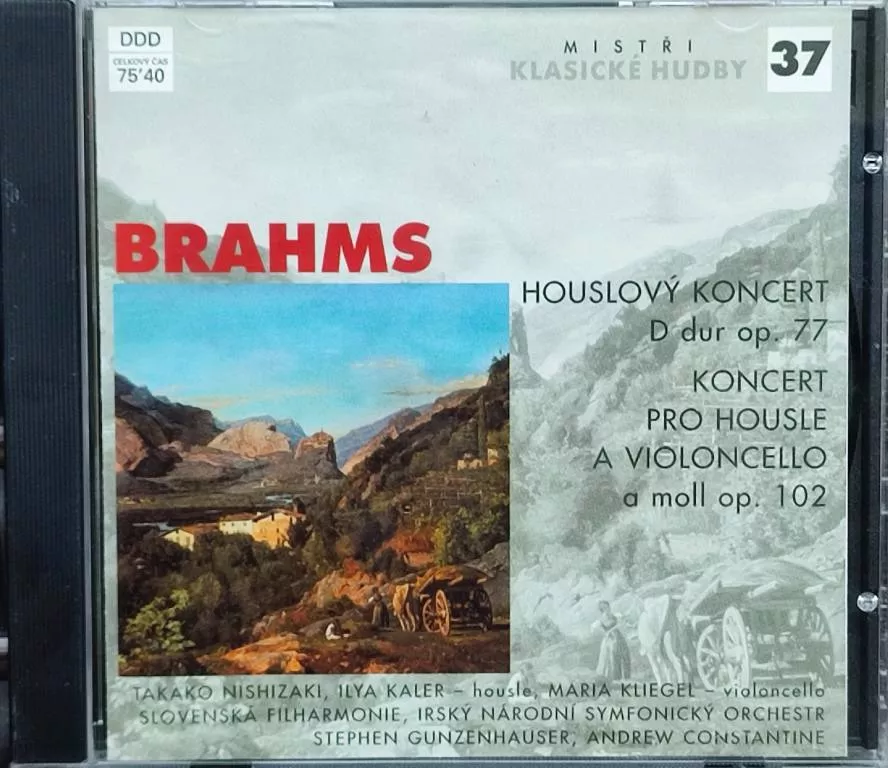 DDD
CELKOVÝ ČAS
75'40
MISTŘI
KLASICKÉ HUDBY
37
BRAHMS
HOUSLOVÝ KONCERT
D dur op. 77
KONCERT
PRO HOUSLE
A VIOLONCELLO
a moll op. 102
TAKAKO NISHIZAKI, ILYA KALER – housle, MARIA KLIEGEL – violoncello
SLOVENSKÁ FILHARMONIE, IRSKÝ NÁRODNÍ SYMFONICKÝ ORCHESTR
STEPHEN GUNZENHAUSER, ANDREW CONSTANTINE